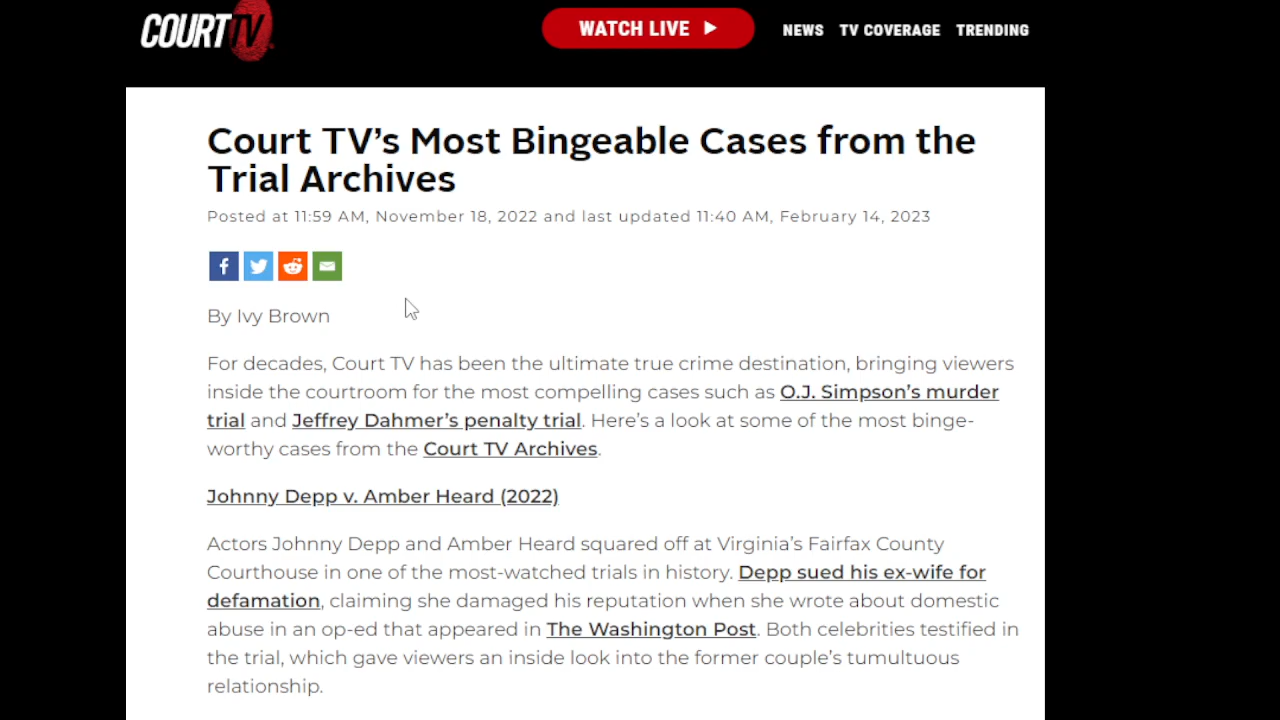 COURT TV
WATCH LIVE
NEWS TV COVERAGE TRENDING
Court TV’s Most Bingeable Cases from the
Trial Archives
Posted at 11:59 AM, November 18, 2022 and last updated 11:40 AM, February 14, 2023
By Ivy Brown
For decades, Court TV has been the ultimate true crime destination, bringing viewers
inside the courtroom for the most compelling cases such as O.J. Simpson’s murder
trial and Jeffrey Dahmer’s penalty trial. Here’s a look at some of the most binge-
worthy cases from the Court TV Archives.
Johnny Depp v. Amber Heard (2022)
Actors Johnny Depp and Amber Heard squared off at Virginia’s Fairfax County
Courthouse in one of the most-watched trials in history. Depp sued his ex-wife for
defamation, claiming she damaged his reputation when she wrote about domestic
abuse in an op-ed that appeared in The Washington Post. Both celebrities testified in
the trial, which gave viewers an inside look into the former couple’s tumultuous
relationship.